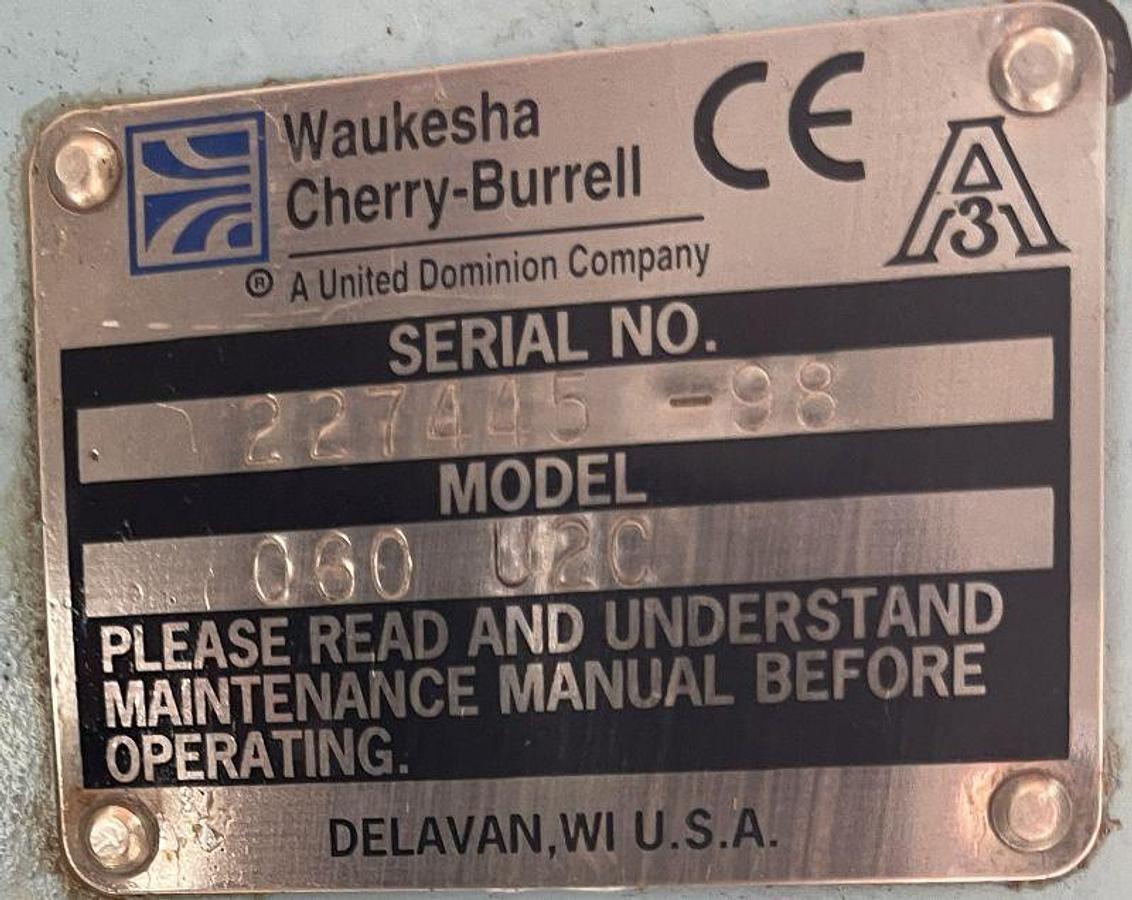 Waukesha
Cherry-Burrell
® A United Dominion Company
CE
A
3
SERIAL NO.
227445 -98
MODEL
060 U2C
PLEASE READ AND UNDERSTAND
MAINTENANCE MANUAL BEFORE
OPERATING.
DELAVAN,WI U.S.A.